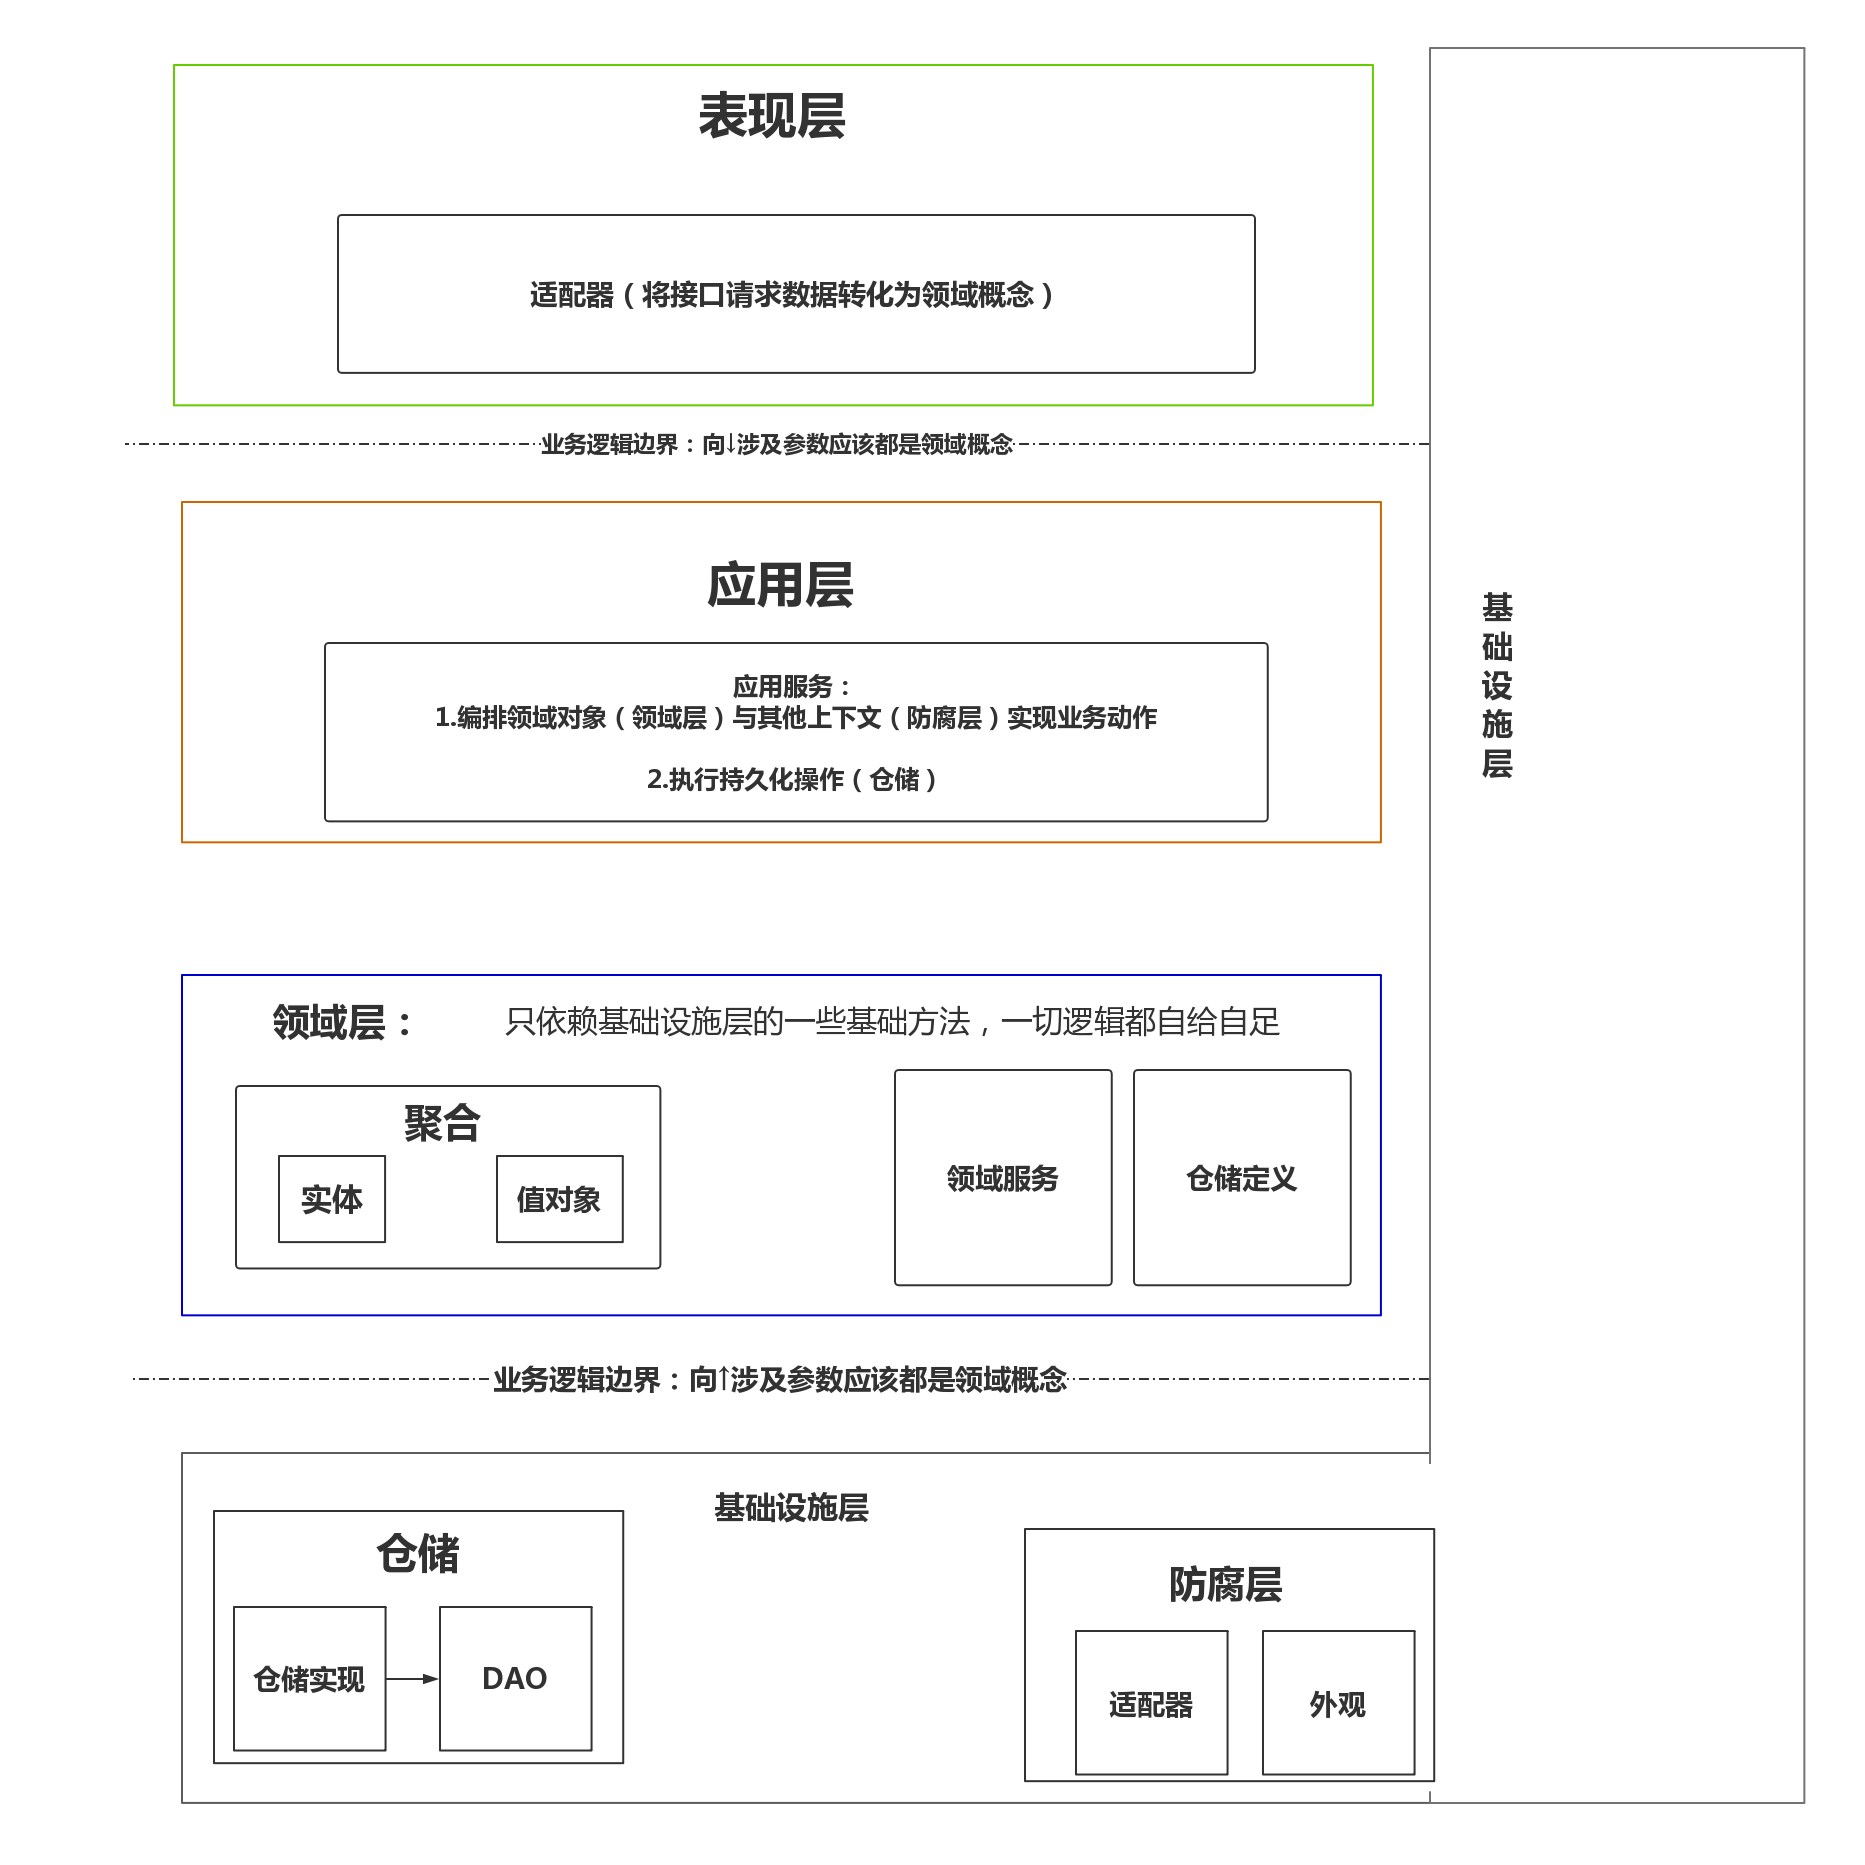 表现层
适配器（将接口请求数据转化为领域概念）
业务逻辑边界：向↓涉及参数应该都是领域概念
应用层
应用服务：
1.编排领域对象（领域层）与其他上下文（防腐层）实现业务动作
2.执行持久化操作（仓储）
基
础
设
施
层
领域层：
只依赖基础设施层的一些基础方法，一切逻辑都自给自足
聚合
实体
值对象
领域服务
仓储定义
业务逻辑边界：向↑涉及参数应该都是领域概念
基础设施层
仓储
仓储实现
DAO
防腐层
适配器
外观